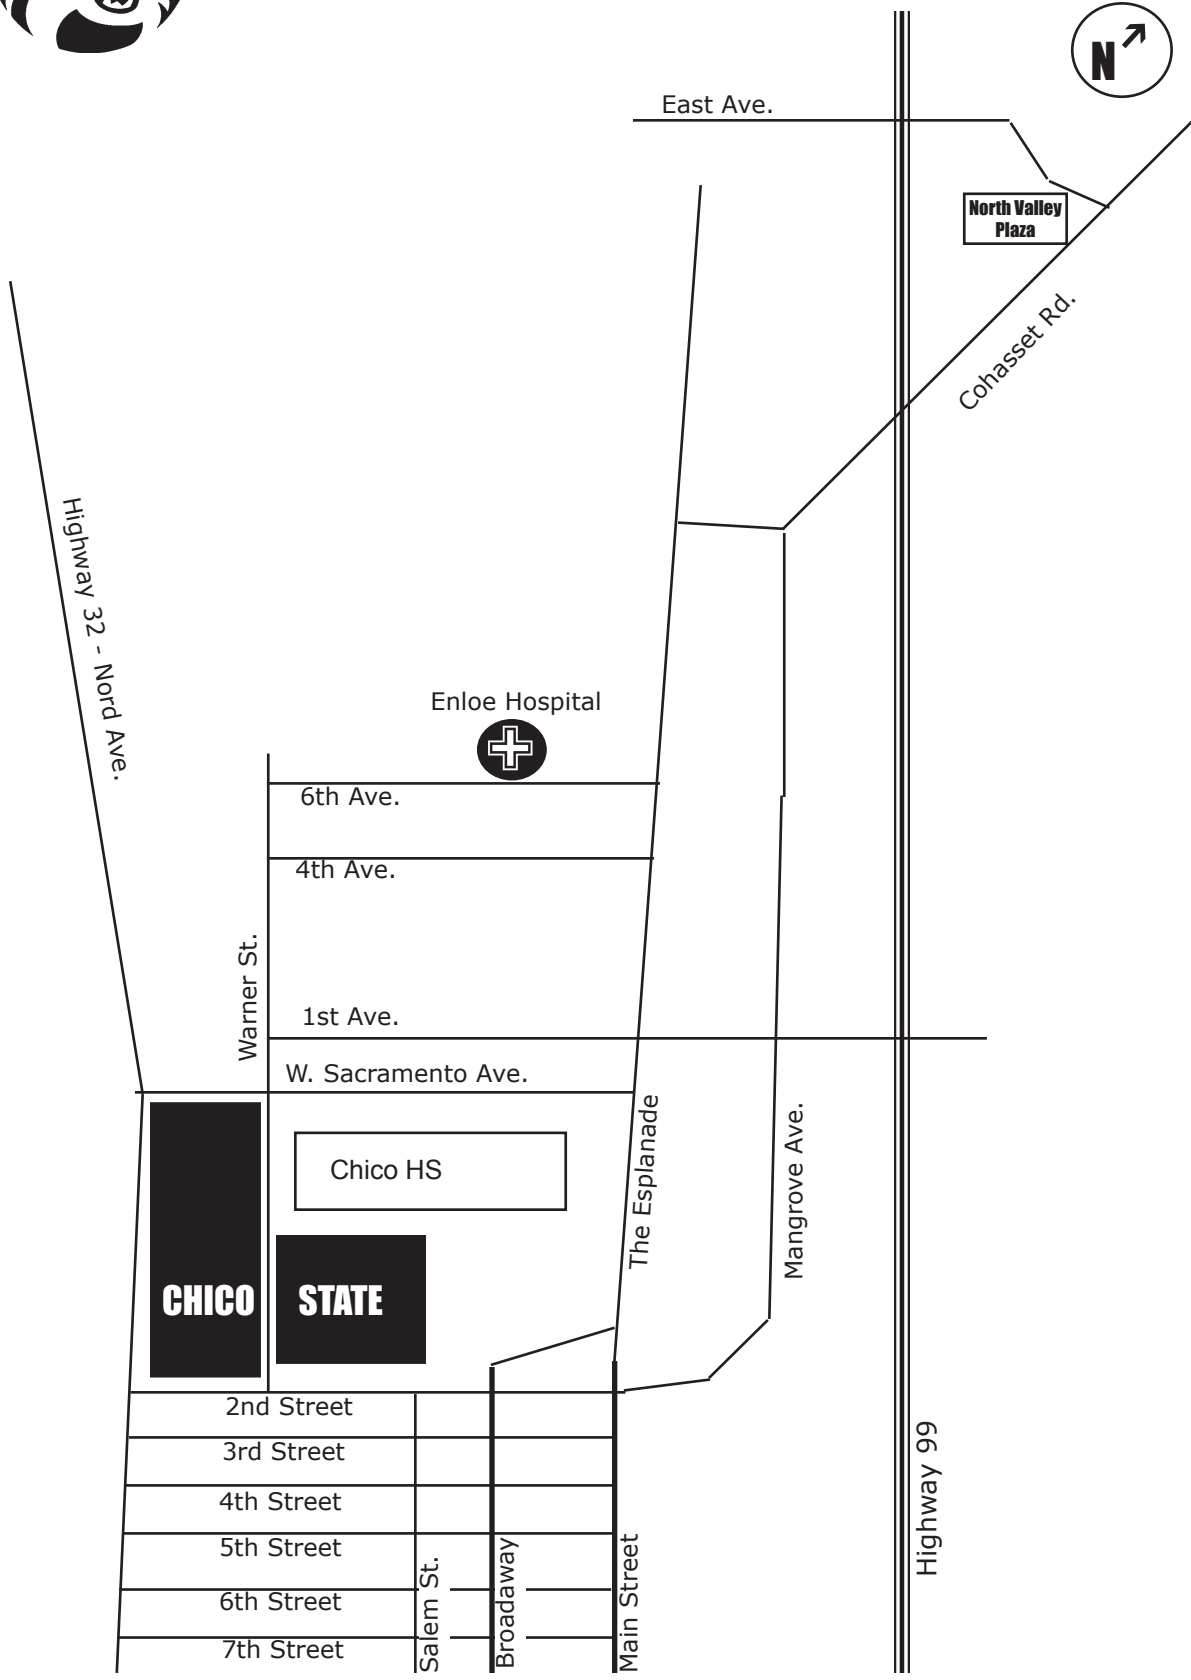 N
East Ave.
North Valley
Plaza
Cohasset Rd.
Highway 32 - Nord Ave.
Enloe Hospital
6th Ave.
4th Ave.
Warner St.
1st Ave.
W. Sacramento Ave.
The Esplanade
Mangrove Ave.
Chico HS
CHICO
STATE
2nd Street
3rd Street
4th Street
5th Street
6th Street
7th Street
Salem St.
Broadaway
Main Street
Highway 99